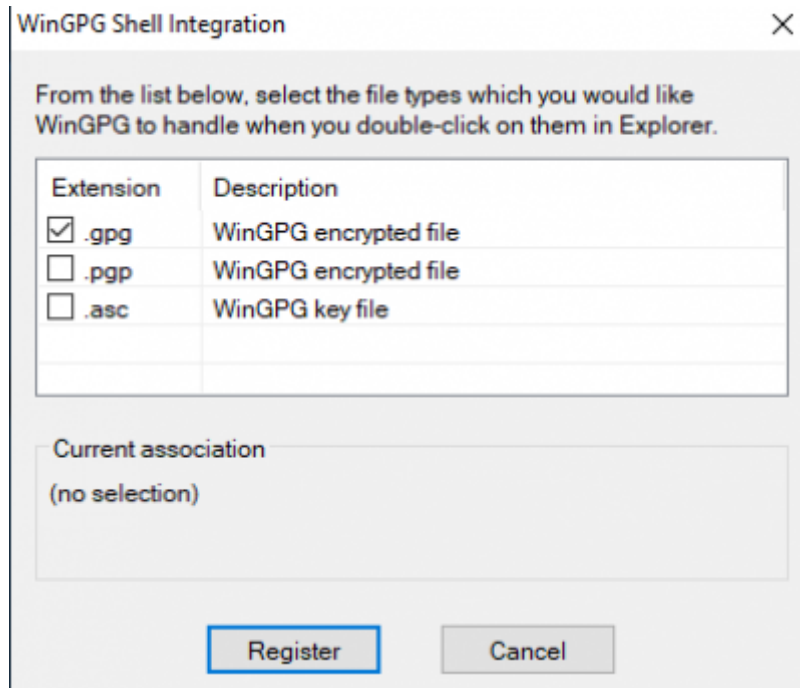 WinGPG Shell Integration
From the list below, select the file types which you would like
WinGPG to handle when you double-click on them in Explorer.
Extension Description
.gpg WinGPG encrypted file
.pgp WinGPG encrypted file
.asc WinGPG key file
Current association
(no selection)
Register Cancel